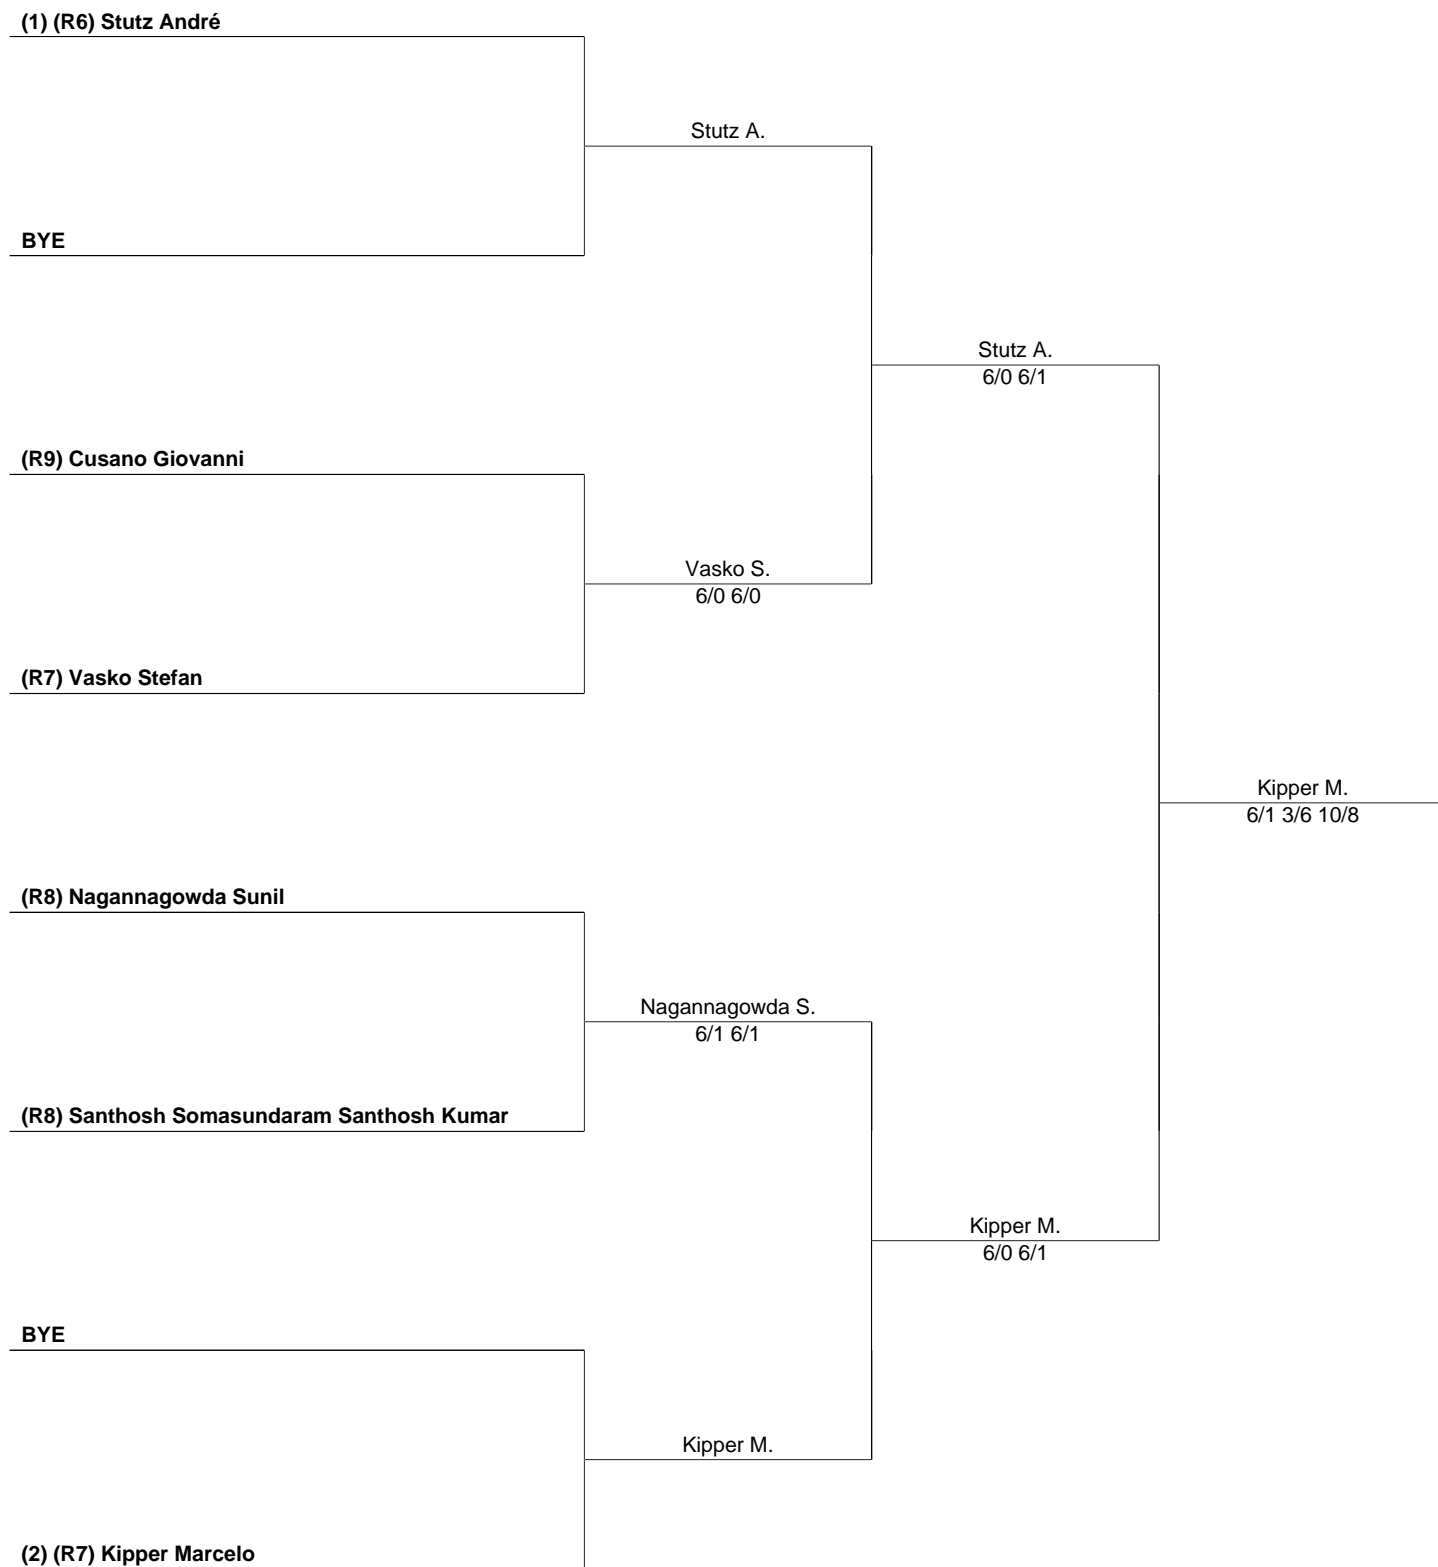 (1) (R6) Stutz André
Stutz A.
BYE
Stutz A.
6/0 6/1
(R9) Cusano Giovanni
Vasko S.
6/0 6/0
(R7) Vasko Stefan
Kipper M.
6/1 3/6 10/8
(R8) Nagannagowda Sunil
Nagannagowda S.
6/1 6/1
(R8) Santhosh Somasundaram Santhosh Kumar
Kipper M.
6/0 6/1
BYE
Kipper M.
(2) (R7) Kipper Marcelo